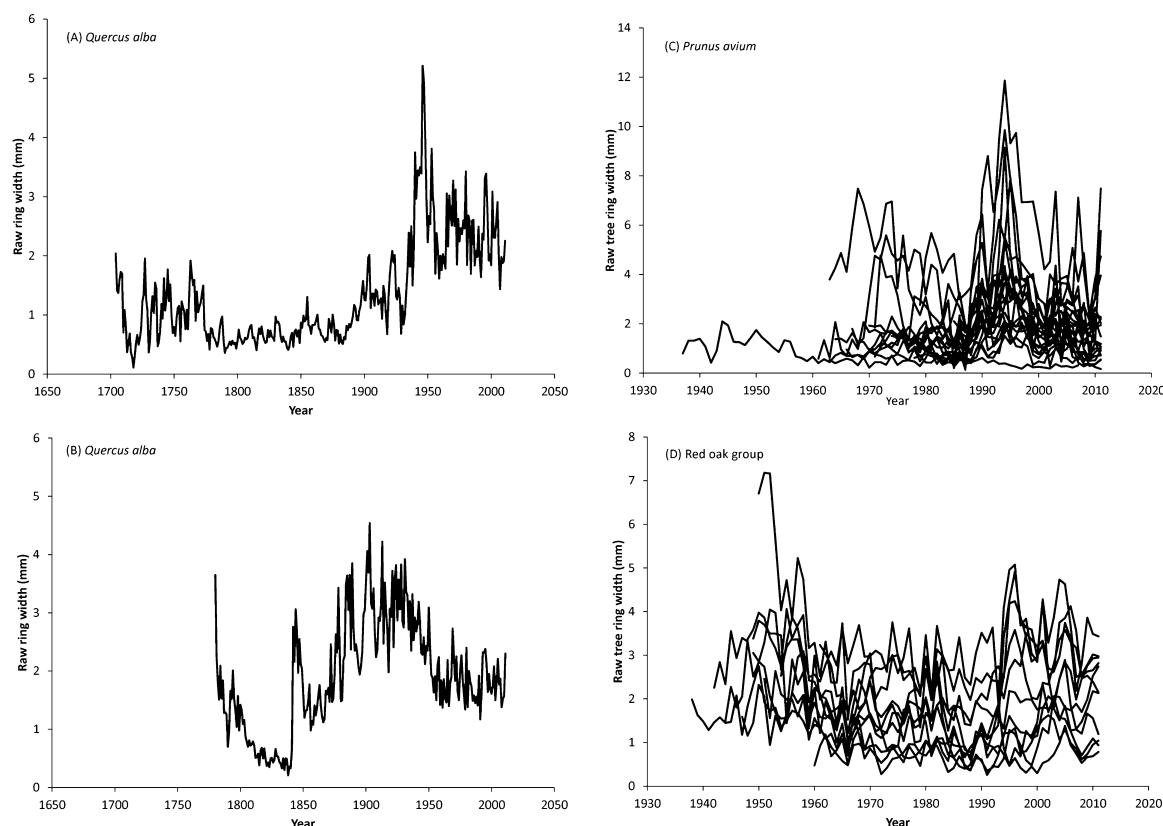 (A) Quercus alba
Raw ring width (mm)
6
5
4
3
2
1
0
1650 1700 1750 1800 1850 1900 1950 2000 2050
Year
(C) Prunus avium
Raw tree ring width (mm)
14
12
10
8
6
4
2
0
1930 1940 1950 1960 1970 1980 1990 2000 2010 2020
Year
(B) Quercus alba
Raw ring width (mm)
6
5
4
3
2
1
0
1650 1700 1750 1800 1850 1900 1950 2000 2050
Year
(D) Red oak group
Raw tree ring width (mm)
8
7
6
5
4
3
2
1
0
1930 1940 1950 1960 1970 1980 1990 2000 2010 2020
Year